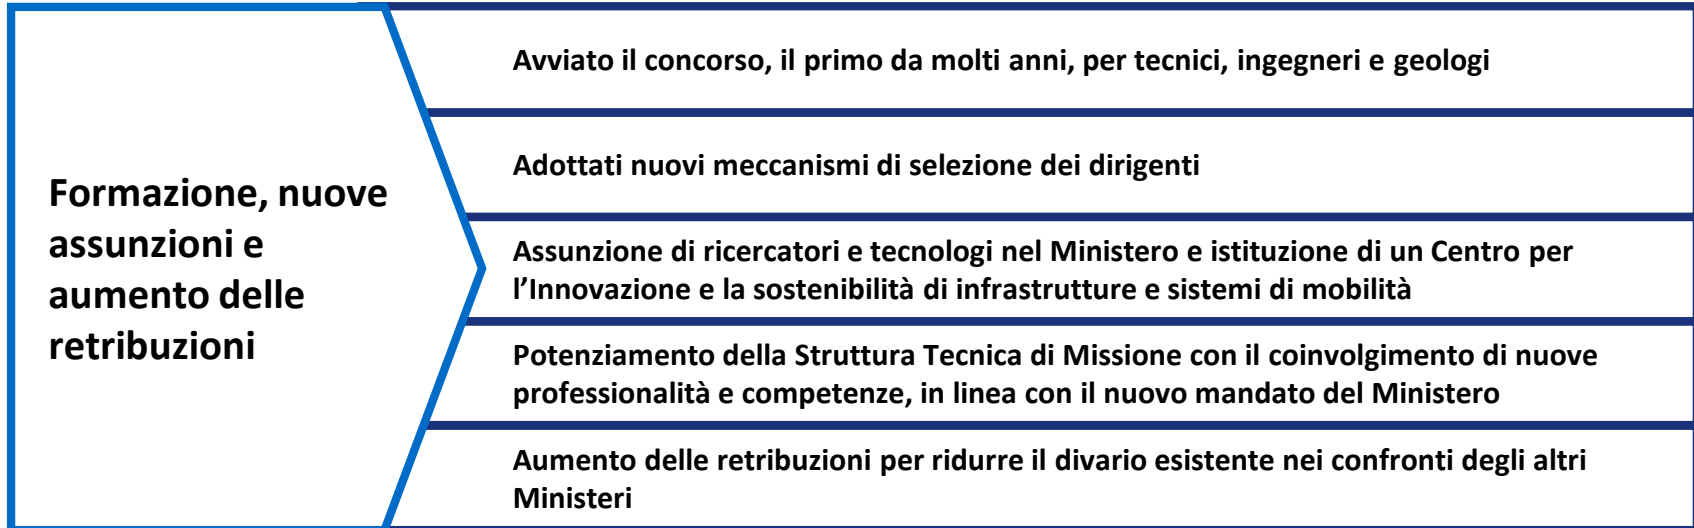 Formazione, nuove
assunzioni e
aumento delle
retribuzioni
Avviato il concorso, il primo da molti anni, per tecnici, ingegneri e geologi
Adottati nuovi meccanismi di selezione dei dirigenti
Assunzione di ricercatori e tecnologi nel Ministero e istituzione di un Centro per
l’Innovazione e la sostenibilità di infrastrutture e sistemi di mobilità
Potenziamento della Struttura Tecnica di Missione con il coinvolgimento di nuove
professionalità e competenze, in linea con il nuovo mandato del Ministero
Aumento delle retribuzioni per ridurre il divario esistente nei confronti degli altri
Ministeri